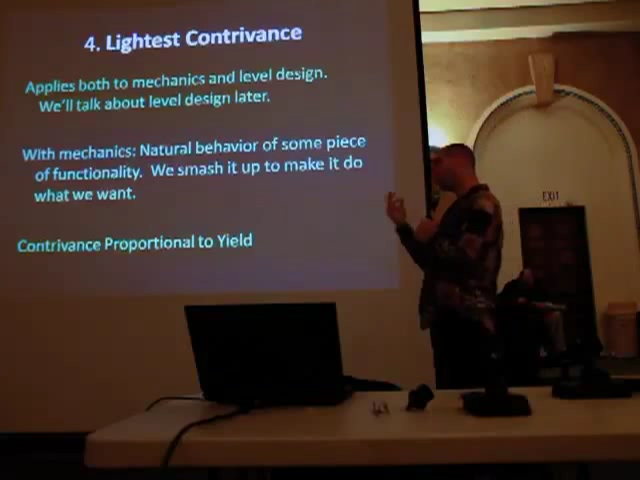 4. Lightest Contrivance
Applies both to mechanics and level design.
We'll talk about level design later.
With mechanics: Natural behavior of some piece
of functionality. We smash it up to make it do
what we want.
Contrivance Proportional to Yield
EXIT